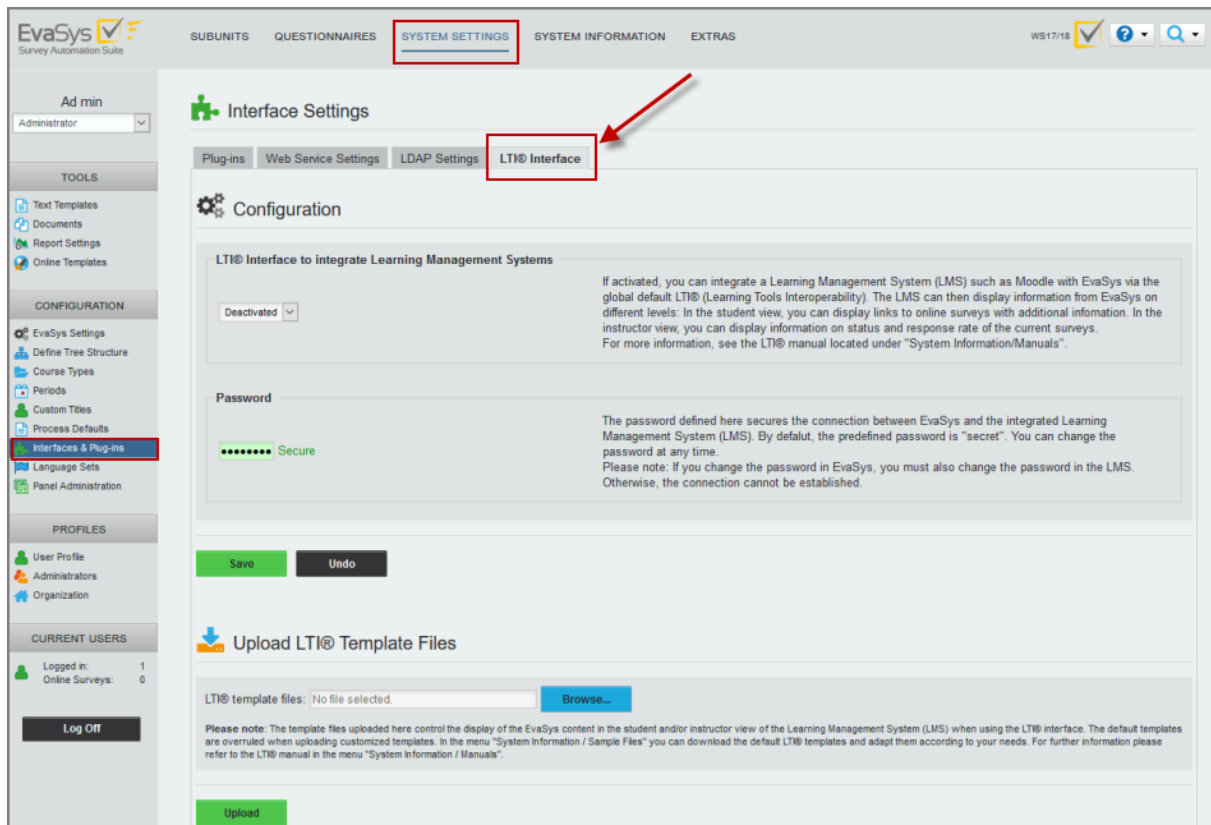 EvaSys
Survey Automation Suite
SUBUNITS QUESTIONNAIRES SYSTEM SETTINGS SYSTEM INFORMATION EXTRAS
WS17/18
Ad min
Administrator
TOOLS
Text Templates
Documents
Report Settings
Online Templates
CONFIGURATION
EvaSys Settings
Define Tree Structure
Course Types
Periods
Custom Titles
Process Defaults
Interfaces & Plug-ins
Language Sets
Panel Administration
PROFILES
User Profile
Administrators
Organization
CURRENT USERS
Logged in: 1
Online Surveys: 0
Log Off
Interface Settings
Plug-ins Web Service Settings LDAP Settings LTI® Interface
Configuration
LTI® Interface to integrate Learning Management Systems
Deactivated
If activated, you can integrate a Learning Management System (LMS) such as Moodle with EvaSys via the
global default LTI® (Learning Tools Interoperability). The LMS can then display information from EvaSys on
different levels: In the student view, you can display links to online surveys with additional infomation. In the
instructor view, you can display information on status and response rate of the current surveys.
For more information, see the LTI® manual located under "System Information/Manuals".
Password
•••••••• Secure
The password defined here secures the connection between EvaSys and the integrated Learning
Management System (LMS). By defalut, the predefined password is "secret". You can change the
password at any time.
Please note: If you change the password in EvaSys, you must also change the password in the LMS.
Otherwise, the connection cannot be established.
Save Undo
Upload LTI® Template Files
LTI® template files: No file selected. Browse...
Please note: The template files uploaded here control the display of the EvaSys content in the student and/or instructor view of the Learning Management System (LMS) when using the LTI® interface. The default templates
are overruled when uploading customized templates. In the menu "System Information / Sample Files" you can download the default LTI® templates and adapt them according to your needs. For further information please
refer to the LTI® manual in the menu "System Information / Manuals".
Upload